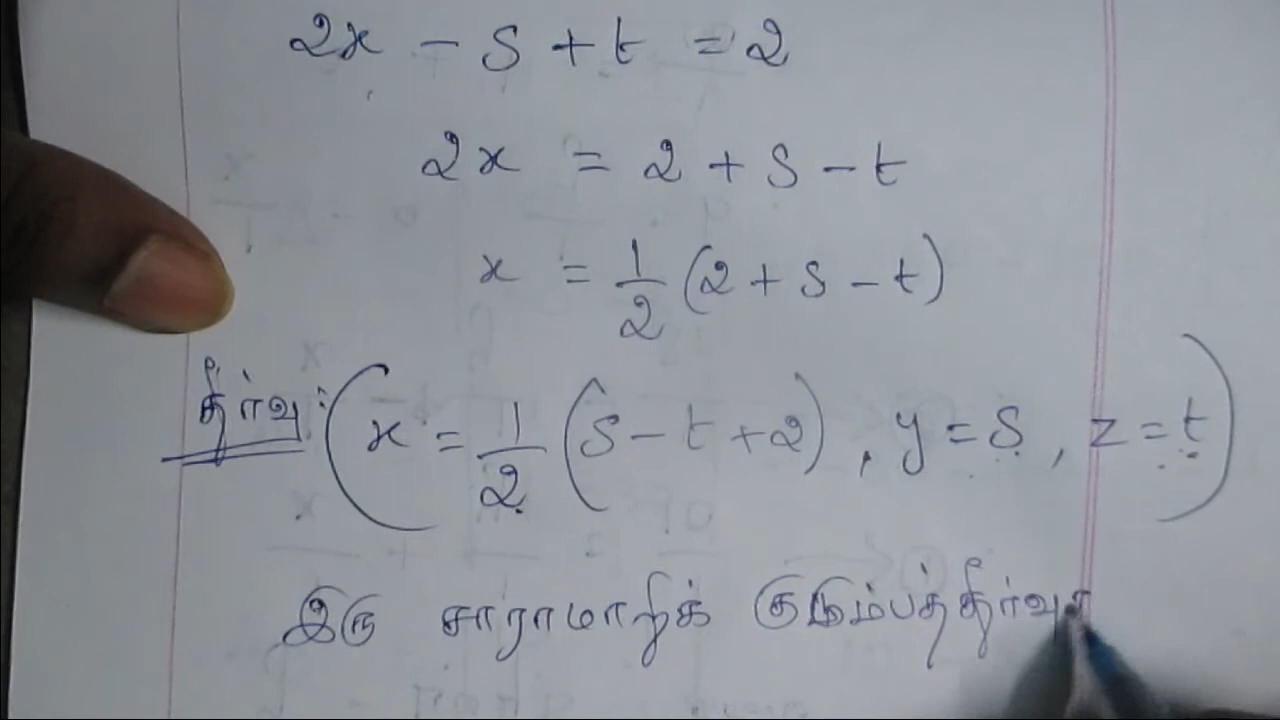 2x - s + t = 2
2x = 2 + s - t
x = 1/2 (2 + s - t)
தீர்வு : (x = 1/2 (s - t + 2), y = s, z = t)
இரு சாராமாறிக் குடும்பத்தீர்வு